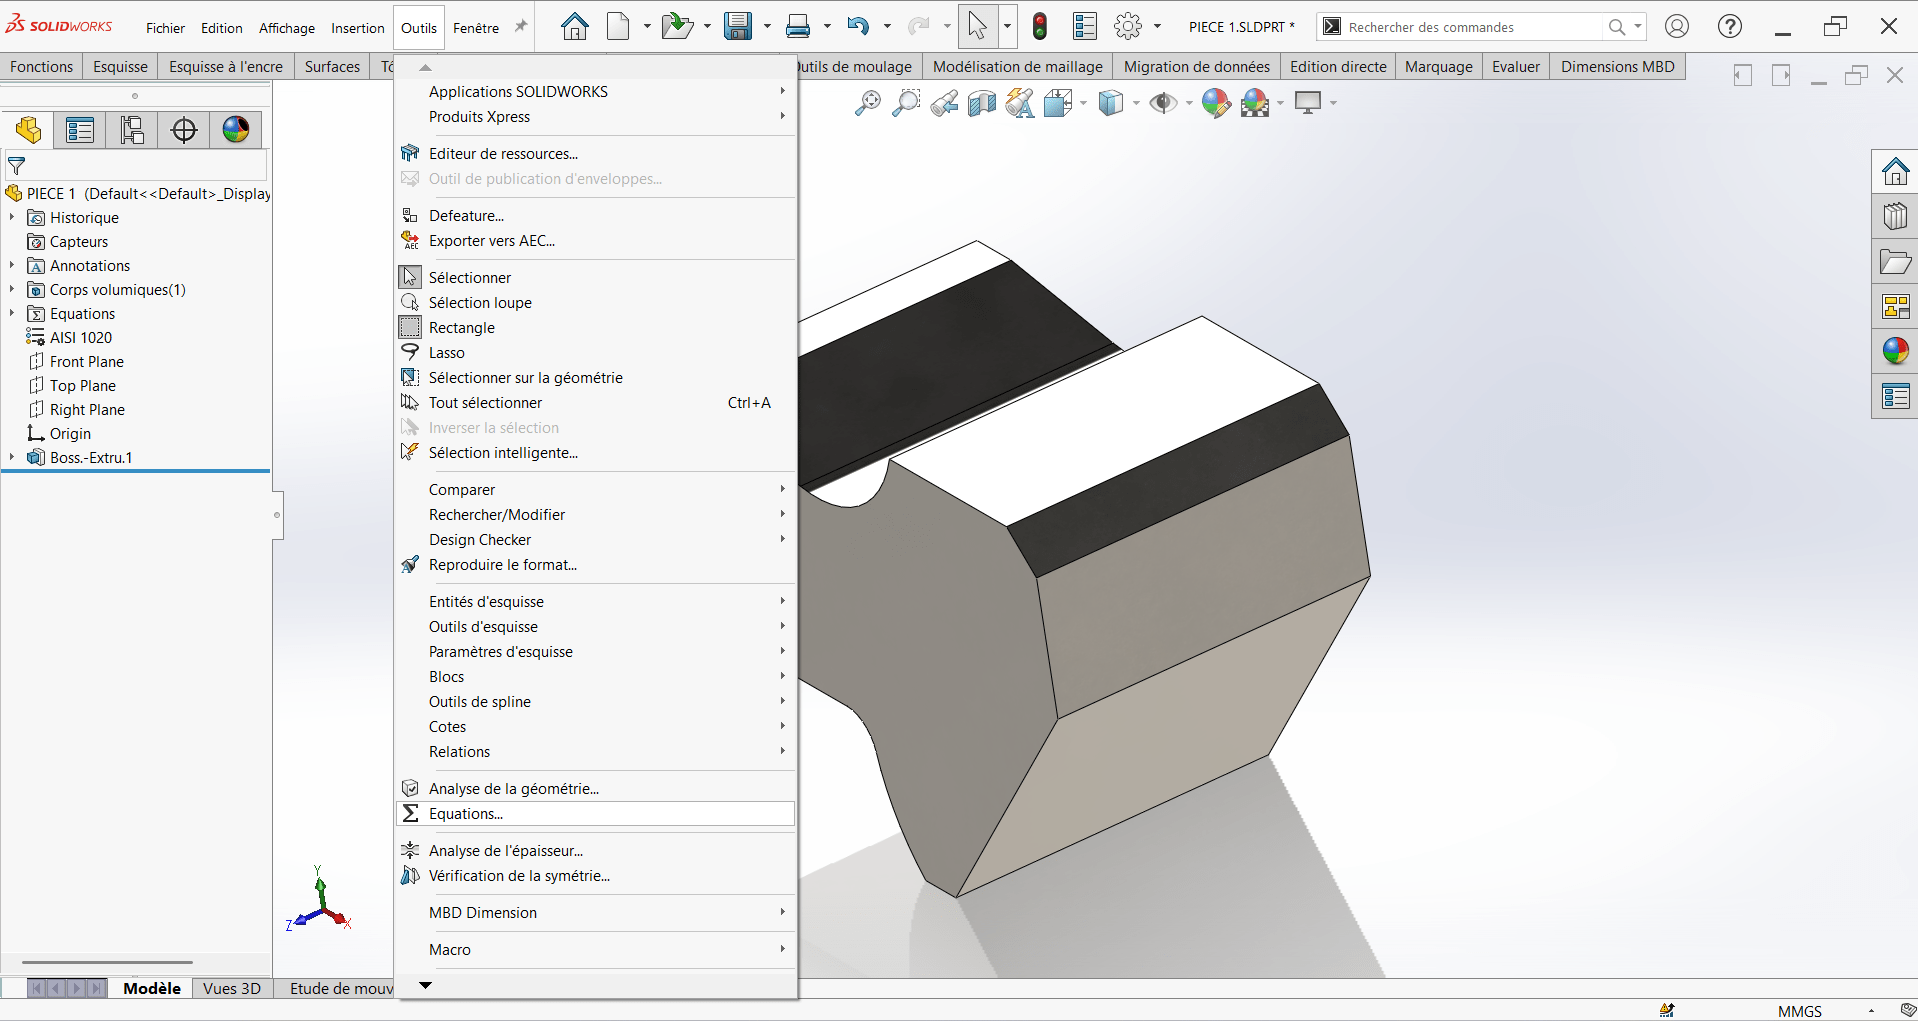 SOLIDWORKS
Fichier Edition Affichage Insertion Outils Fenêtre
PIECE 1.SLDPRT *
Rechercher des commandes
Fonctions Esquisse Esquisse à l'encre Surfaces Tô
utils de moulage Modélisation de maillage Migration de données Edition directe Marquage Evaluer Dimensions MBD
PIECE 1 (Default<<Default>_Display
Historique
Capteurs
Annotations
Corps volumiques(1)
Equations
AISI 1020
Front Plane
Top Plane
Right Plane
Origin
Boss.-Extru.1
Applications SOLIDWORKS
Produits Xpress
Editeur de ressources...
Outil de publication d'enveloppes...
Defeature...
Exporter vers AEC...
Sélectionner
Sélection loupe
Rectangle
Lasso
Sélectionner sur la géométrie
Tout sélectionner Ctrl+A
Inverser la sélection
Sélection intelligente...
Comparer
Rechercher/Modifier
Design Checker
Reproduire le format...
Entités d'esquisse
Outils d'esquisse
Paramètres d'esquisse
Blocs
Outils de spline
Cotes
Relations
Analyse de la géométrie...
Equations...
Analyse de l'épaisseur...
Vérification de la symétrie...
MBD Dimension
Macro
Y
Z
X
Modèle Vues 3D Etude de mouv
MMGS